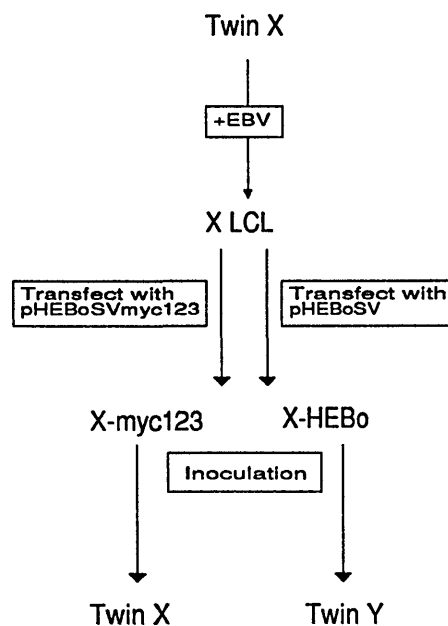 Twin X
+EBV
X LCL
Transfect with
pHEBoSVmyc123
Transfect with
pHEBoSV
X-myc123
X-HEBo
Inoculation
Twin X
Twin Y